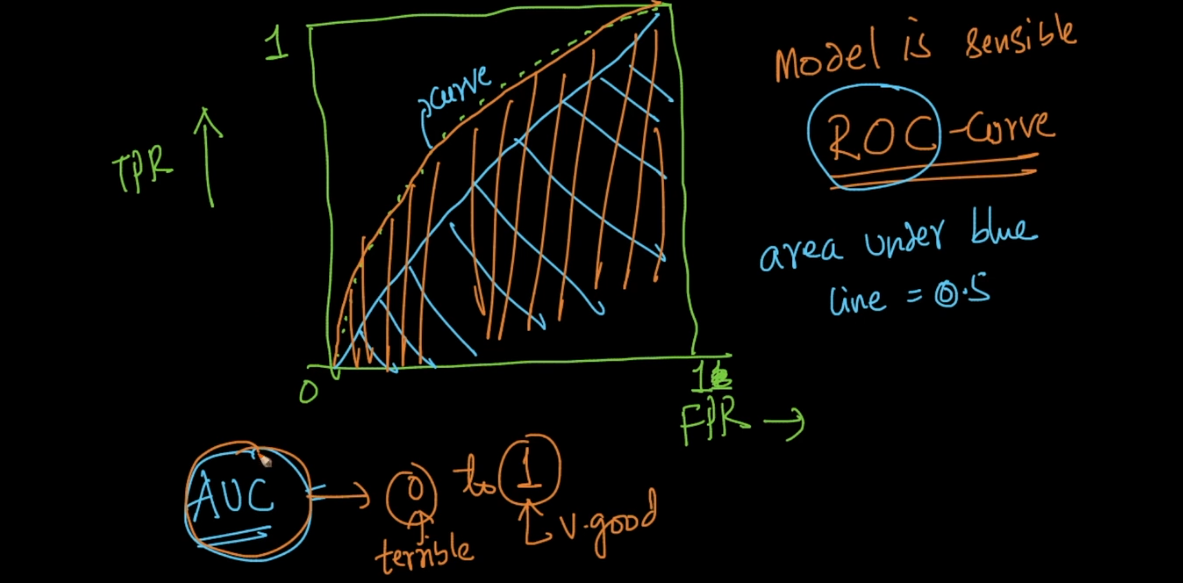 1
curve
TPR
0
1
FPR
Model is sensible
ROC-Curve
area under blue
line = 0.5
AUC
0 to 1
terrible
v.good